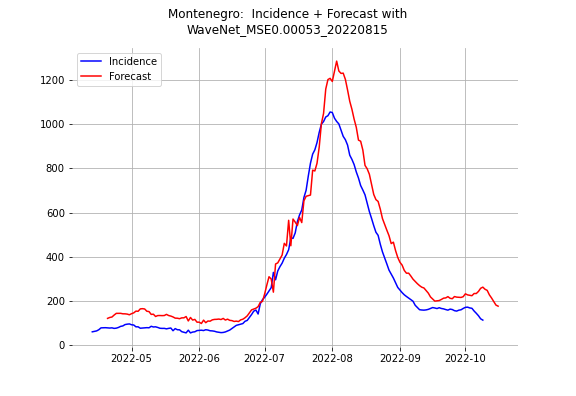 Montenegro:  Incidence + Forecast with
WaveNet_MSE0.00053_20220815
Incidence
Forecast
1200
1000
800
600
400
200
0
2022-05 2022-06 2022-07 2022-08 2022-09 2022-10